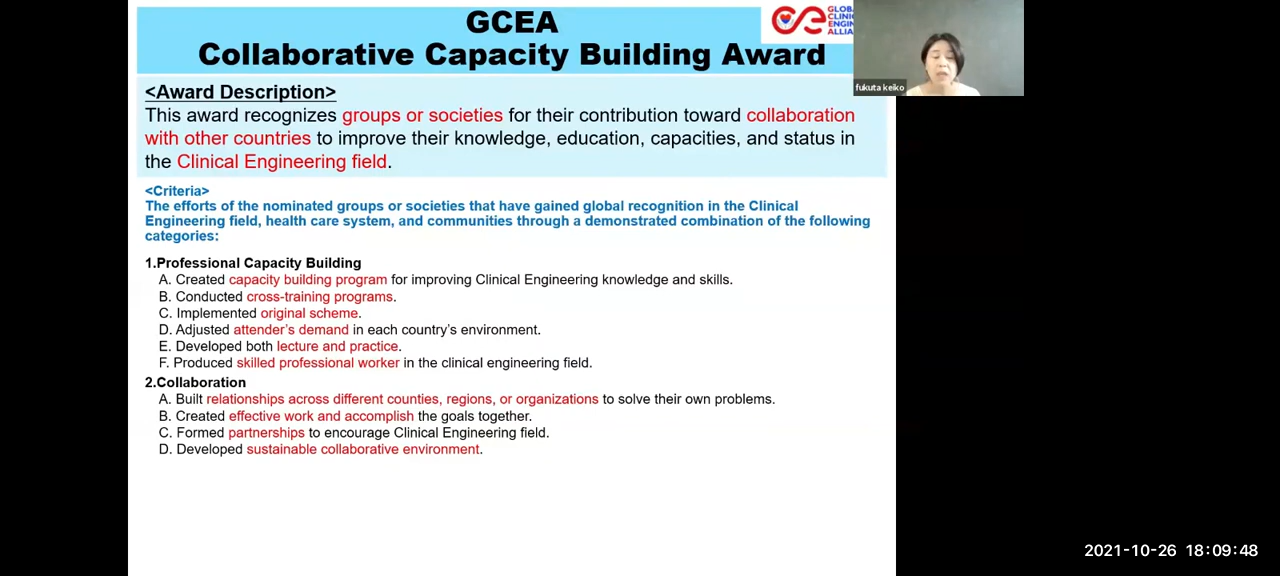 GCEA
Collaborative Capacity Building Award
GLOB
CLINIC
ENGIN
ALLIA
fukuta keiko
<Award Description>
This award recognizes groups or societies for their contribution toward collaboration
with other countries to improve their knowledge, education, capacities, and status in
the Clinical Engineering field.
<Criteria>
The efforts of the nominated groups or societies that have gained global recognition in the Clinical
Engineering field, health care system, and communities through a demonstrated combination of the following
categories:
1.Professional Capacity Building
A. Created capacity building program for improving Clinical Engineering knowledge and skills.
B. Conducted cross-training programs.
C. Implemented original scheme.
D. Adjusted attender's demand in each country's environment.
E. Developed both lecture and practice.
F. Produced skilled professional worker in the clinical engineering field.
2.Collaboration
A. Built relationships across different counties, regions, or organizations to solve their own problems.
B. Created effective work and accomplish the goals together.
C. Formed partnerships to encourage Clinical Engineering field.
D. Developed sustainable collaborative environment.
2021-10-26 18:09:48